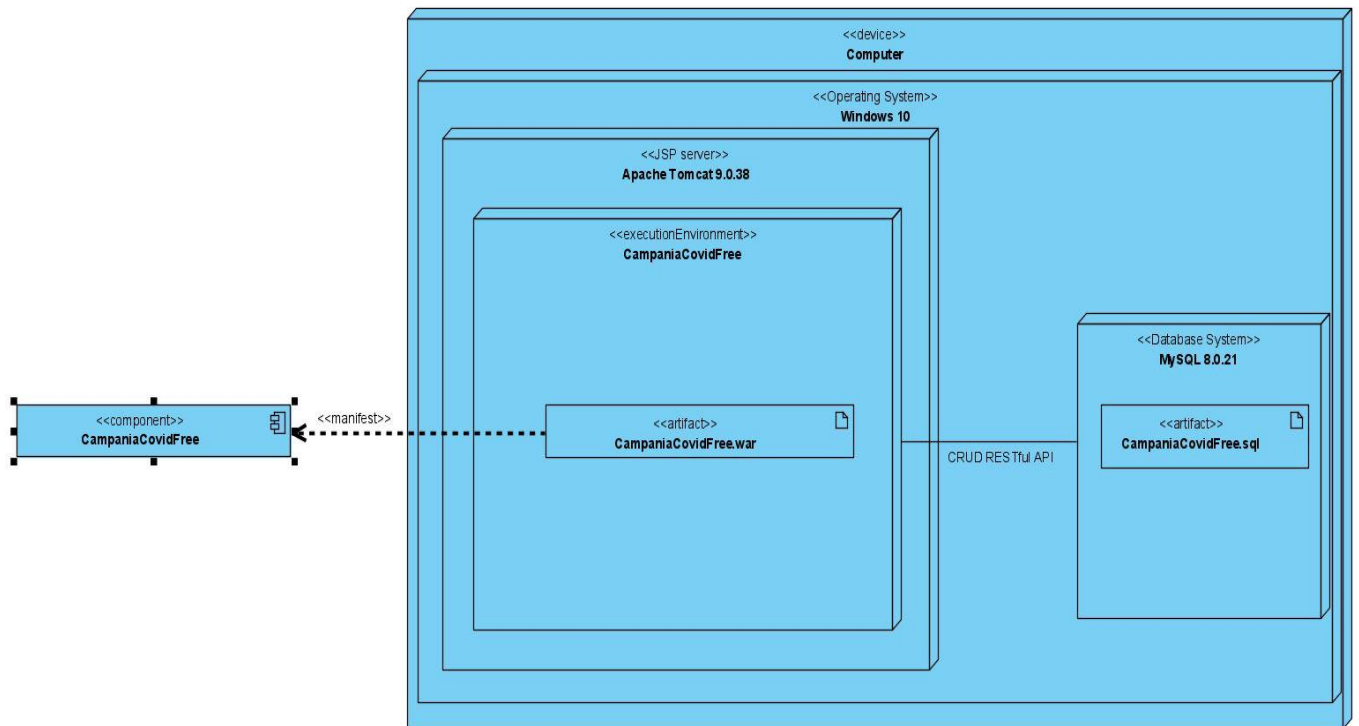 <<device>>
Computer
<<Operating System>>
Windows 10
<<JSP server>>
Apache Tomcat 9.0.38
<<executionEnvironment>>
CampaniaCovidFree
<<Database System>>
MySQL 8.0.21
<<component>>
CampaniaCovidFree
<<manifest>>
<<artifact>>
CampaniaCovidFree.war
CRUD RESTful API
<<artifact>>
CampaniaCovidFree.sql